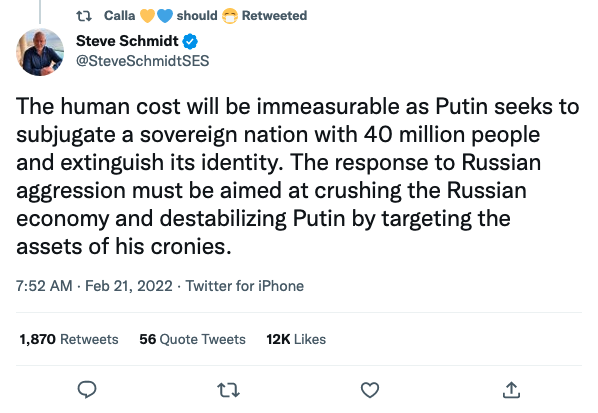 Calla 💛💙 should 😷 Retweeted
Steve Schmidt
@SteveSchmidtSES
The human cost will be immeasurable as Putin seeks to
subjugate a sovereign nation with 40 million people
and extinguish its identity. The response to Russian
aggression must be aimed at crushing the Russian
economy and destabilizing Putin by targeting the
assets of his cronies.
7:52 AM · Feb 21, 2022 · Twitter for iPhone
1,870 Retweets 56 Quote Tweets 12K Likes